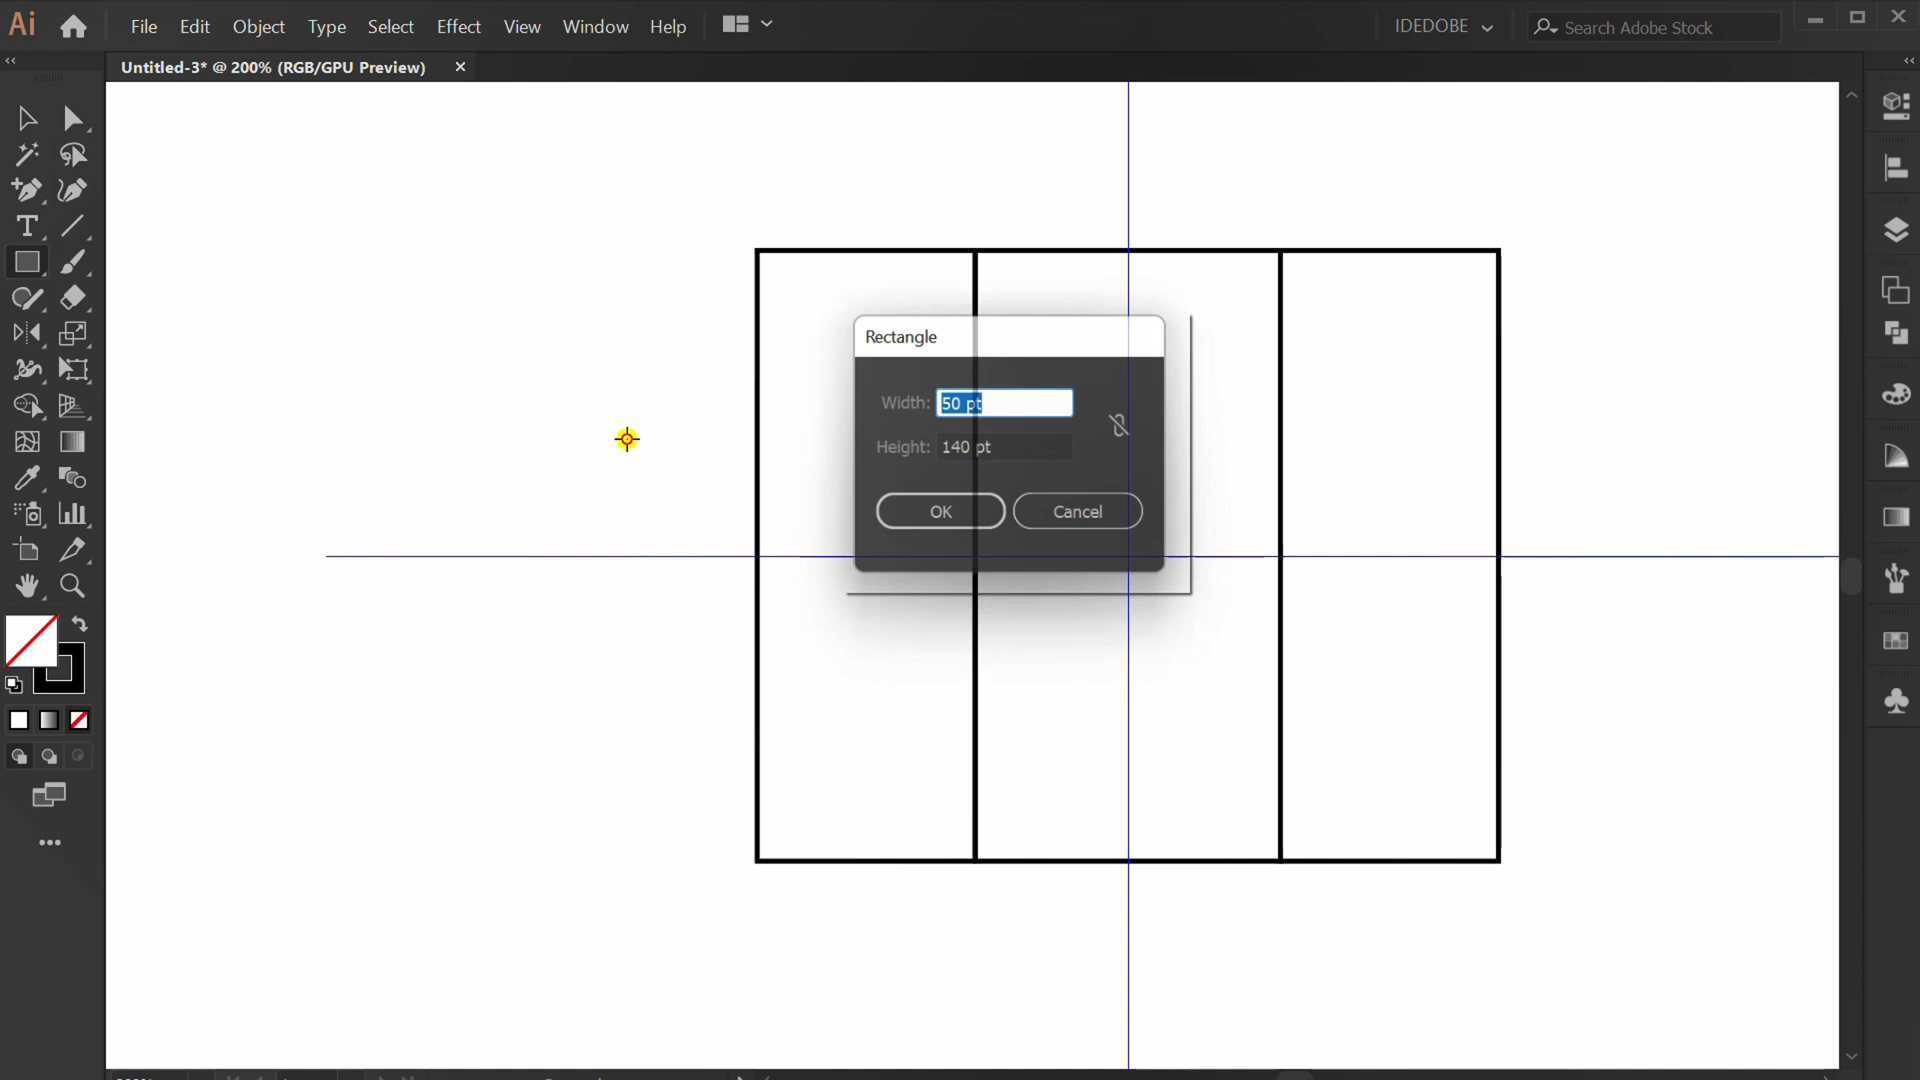 Ai
File Edit Object Type Select Effect View Window Help
IDEDOBE
Search Adobe Stock
Untitled-3* @ 200% (RGB/GPU Preview)
Rectangle
Width: 50 pt
Height: 140 pt
OK Cancel